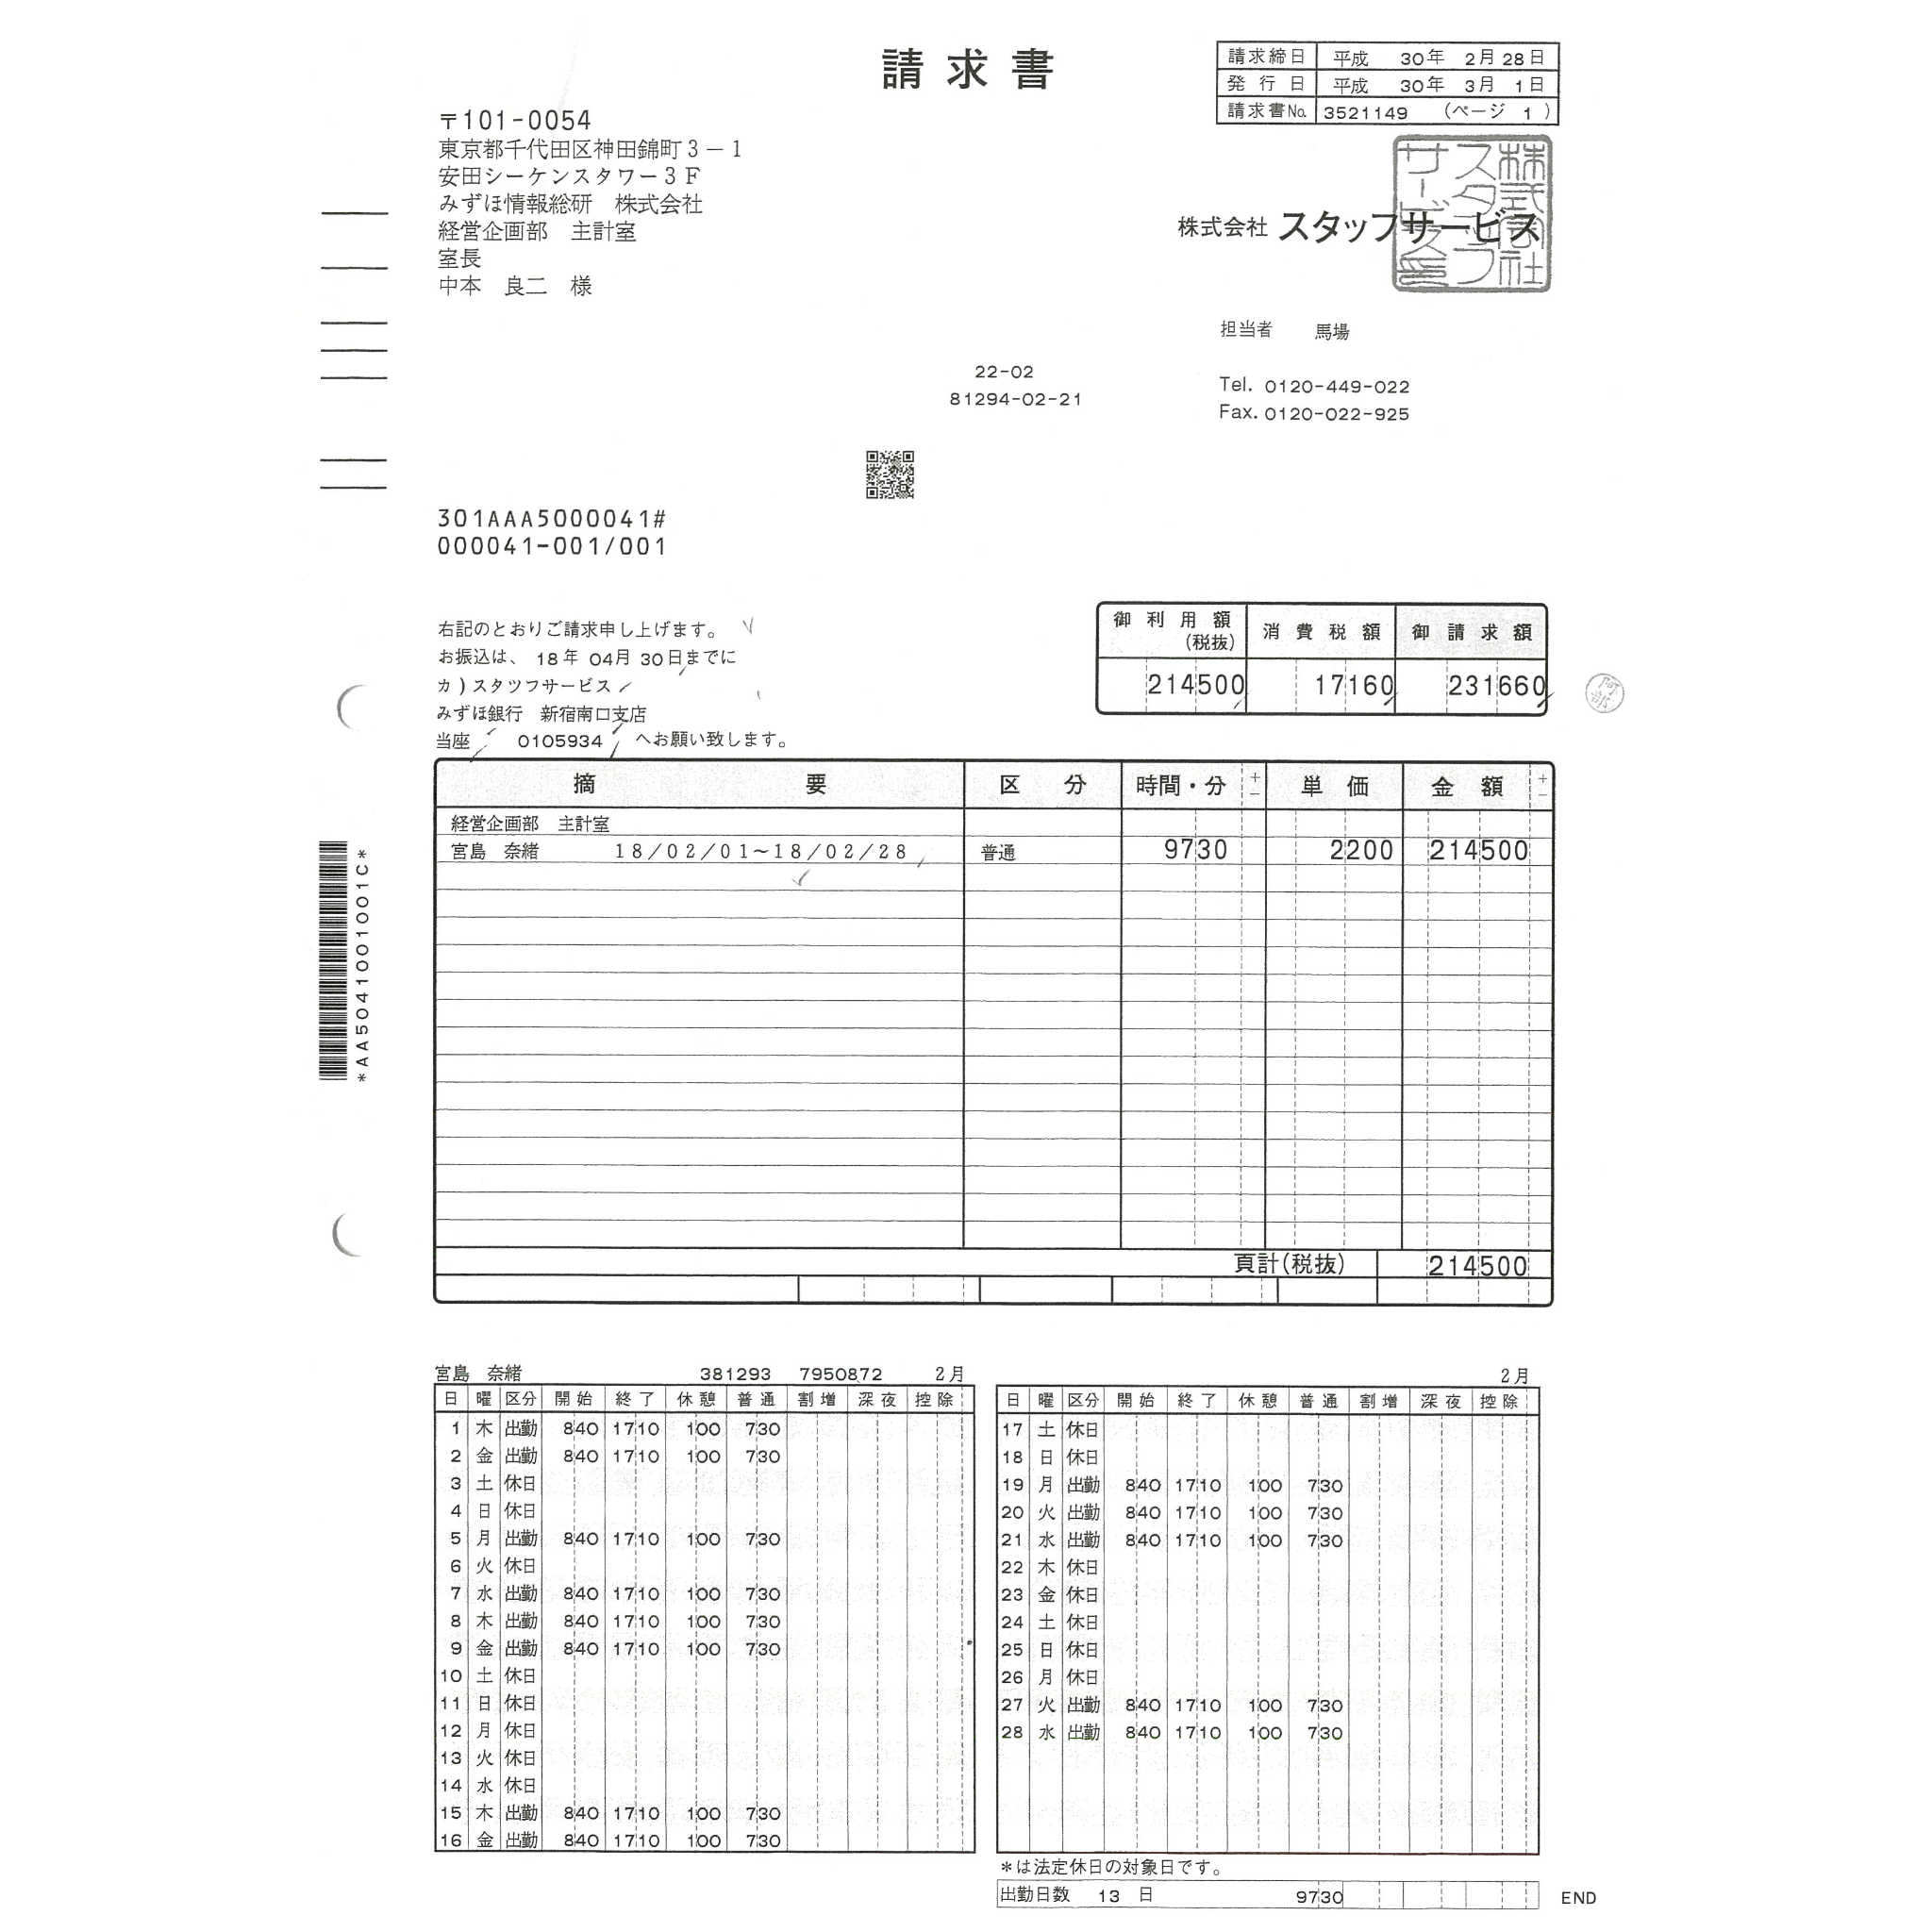 請求書
請求締日 平成 30年 2月 28日
発行日 平成 30年 3月 1日
請求書No. 3521149 (ページ 1 )
〒101-0054
東京都千代田区神田錦町3-1
安田シーケンスタワー3F
みずほ情報総研 株式会社
経営企画部 主計室
室長
中本 良二 様
株式会社 スタッフサービス
担当者 馬場
22-02
81294-02-21
Tel. 0120-449-022
Fax. 0120-022-925
301AAA5000041#
000041-001/001
右記のとおりご請求申し上げます。
お振込は、 18年 04月 30日までに
カ)スタツフサービス
みずほ銀行 新宿南口支店
当座 0105934 へお願い致します。
御利用額(税抜) 消費税額 御請求額
214500 17160 231660
阿部
摘要 区分 時間・分 +- 単価 金額 +-
経営企画部 主計室
宮島 奈緒 18/02/01~18/02/28 普通 9730 2200 214500
頁計(税抜) 214500
*AA5041001001C*
宮島 奈緒 381293 7950872 2月
日 曜 区分 開始 終了 休憩 普通 割増 深夜 控除
1 木 出勤 840 1710 100 730
2 金 出勤 840 1710 100 730
3 土 休日
4 日 休日
5 月 出勤 840 1710 100 730
6 火 休日
7 水 出勤 840 1710 100 730
8 木 出勤 840 1710 100 730
9 金 出勤 840 1710 100 730
10 土 休日
11 日 休日
12 月 休日
13 火 休日
14 水 休日
15 木 出勤 840 1710 100 730
16 金 出勤 840 1710 100 730
2月
日 曜 区分 開始 終了 休憩 普通 割増 深夜 控除
17 土 休日
18 日 休日
19 月 出勤 840 1710 100 730
20 火 出勤 840 1710 100 730
21 水 出勤 840 1710 100 730
22 木 休日
23 金 休日
24 土 休日
25 日 休日
26 月 休日
27 火 出勤 840 1710 100 730
28 水 出勤 840 1710 100 730
*は法定休日の対象日です。
出勤日数 13 日 9730
END